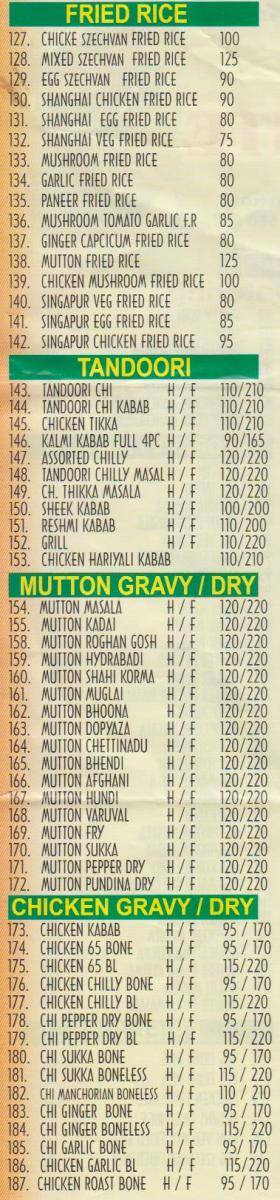 FRIED RICE
127. CHICKE SZECHVAN FRIED RICE 100
128. MIXED SZECHVAN FRIED RICE 125
129. EGG SZECHVAN FRIED RICE 90
130. SHANGHAI CHICKEN FRIED RICE 90
131. SHANGHAI EGG FRIED RICE 80
132. SHANGHAI VEG FRIED RICE 75
133. MUSHROOM FRIED RICE 80
134. GARLIC FRIED RICE 80
135. PANEER FRIED RICE 80
136. MUSHROOM TOMATO GARLIC F.R 85
137. GINGER CAPCICUM FRIED RICE 80
138. MUTTON FRIED RICE 125
139. CHICKEN MUSHROOM FRIED RICE 100
140. SINGAPUR VEG FRIED RICE 80
141. SINGAPUR EGG FRIED RICE 85
142. SINGAPUR CHICKEN FRIED RICE 95
TANDOORI
143. TANDOORI CHI H / F 110/210
144. TANDOORI CHI KABAB H / F 110/210
145. CHICKEN TIKKA H / F 110/210
146. KALMI KABAB FULL 4PC H / F 90/165
147. ASSORTED CHILLY H / F 120/220
148. TANDOORI CHILLY MASAL H / F 120/220
149. CH. THIKKA MASALA H / F 120/220
150. SHEEK KABAB H / F 100/200
151. RESHMI KABAB H / F 110/200
152. GRILL H / F 110/220
153. CHICKEN HARIYALI KABAB 110/210
MUTTON GRAVY / DRY
154. MUTTON MASALA H / F 120/220
155. MUTTON KADAI H / F 120/220
158. MUTTON ROGHAN GOSH H / F 120/220
159. MUTTON HYDRABADI H / F 120/220
160. MUTTON SHAHI KORMA H / F 120/220
161. MUTTON MUGLAI H / F 120/220
162. MUTTON BHOONA H / F 120/220
163. MUTTON DOPYAZA H / F 120/220
164. MUTTON CHETTINADU H / F 120/220
165. MUTTON BHENDI H / F 120/220
166. MUTTON AFGHANI H / F 120/220
167. MUTTON HUNDI H / F 120/220
168. MUTTON VARUVAL H / F 120/220
169. MUTTON FRY H / F 120/220
170. MUTTON SUKKA H / F 120/220
171. MUTTON PEPPER DRY H / F 120/220
172. MUTTON PUNDINA DRY H / F 120/220
CHICKEN GRAVY / DRY
173. CHICKEN KABAB H / F 95 / 170
174. CHICKEN 65 BONE H / F 95 / 170
175. CHICKEN 65 BL H / F 115/220
176. CHICKEN CHILLY BONE H / F 95 / 170
177. CHICKEN CHILLY BL H / F 115/220
178. CHI PEPPER DRY BONE H / F 95 / 170
179. CHI PEPPER DRY BL H / F 115/ 220
180. CHI SUKKA BONE H / F 95 / 170
181. CHI SUKKA BONELESS H / F 115 / 220
182. CHI MANCHORIAN BONELESS H / F 110 / 210
183. CHI GINGER BONE H / F 95 / 170
184. CHI GINGER BONELESS H / F 115/ 220
185. CHI GARLIC BONE H / F 95/ 170
186. CHICKEN GARLIC BL H / F 115/220
187. CHICKEN ROAST BONE H / F 95 / 170